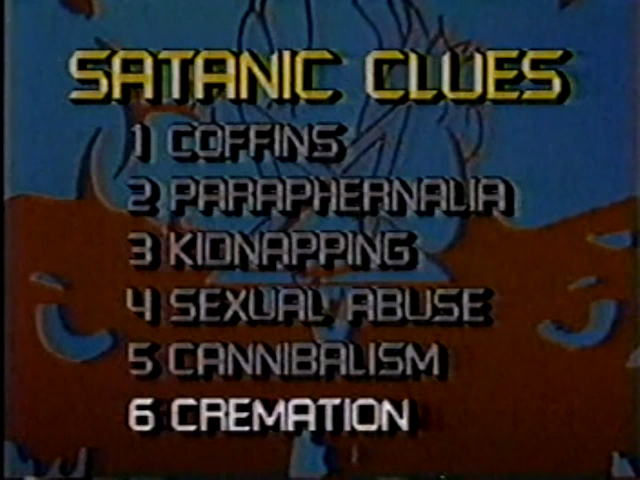 SATANIC CLUES
1 COFFINS
2 PARAPHERNALIA
3 KIDNAPPING
4 SEXUAL ABUSE
5 CANNIBALISM
6 CREMATION